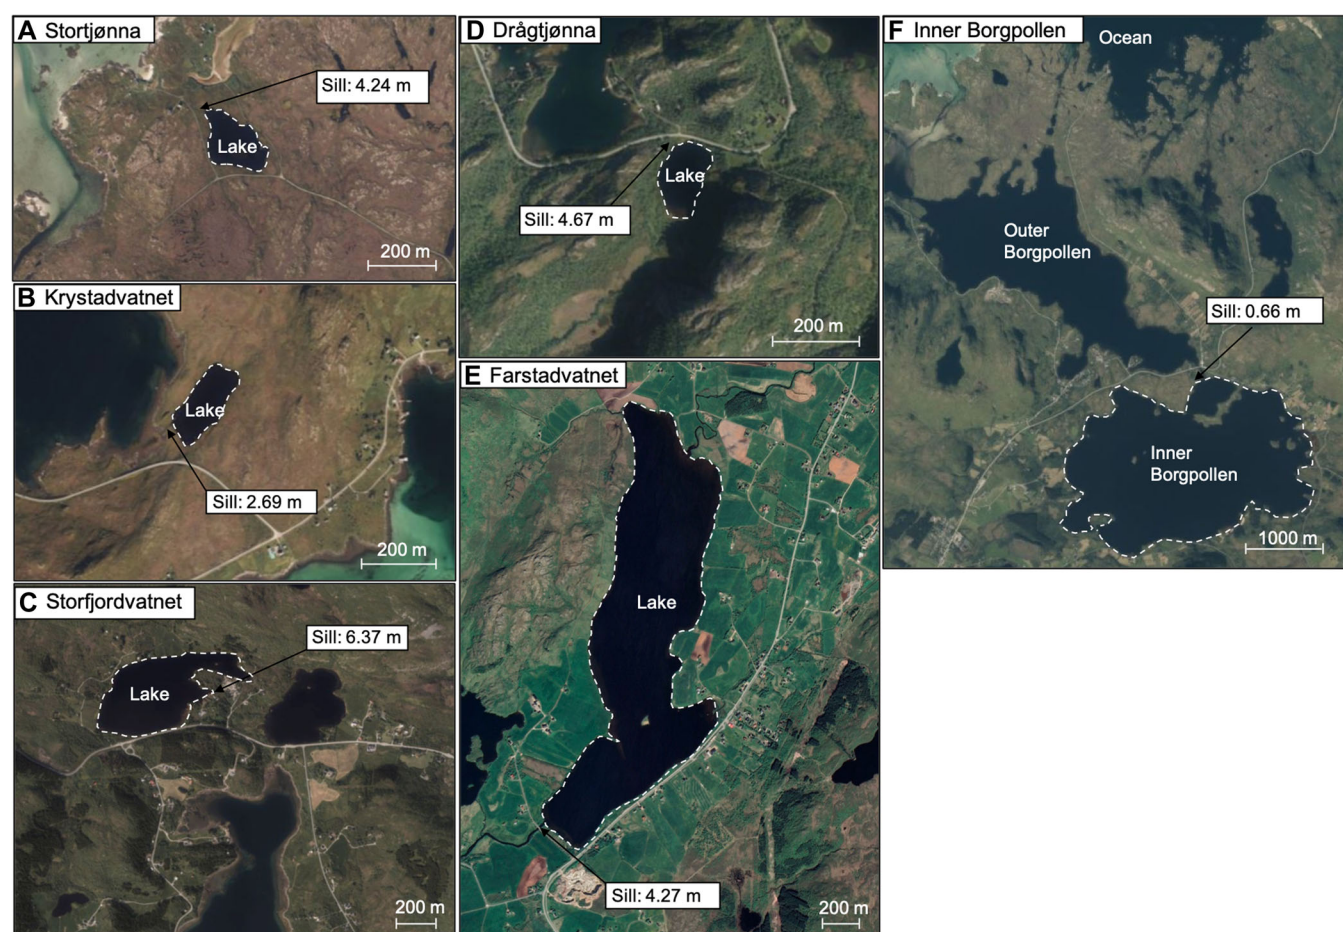 A Stortjønna
Sill: 4.24 m
Lake
200 m
B Krystadvatnet
Lake
Sill: 2.69 m
200 m
C Storfjordvatnet
Sill: 6.37 m
Lake
200 m
D Drågtjønna
Lake
Sill: 4.67 m
200 m
E Farstadvatnet
Lake
Sill: 4.27 m
200 m
F Inner Borgpollen
Ocean
Outer
Borgpollen
Sill: 0.66 m
Inner
Borgpollen
1000 m